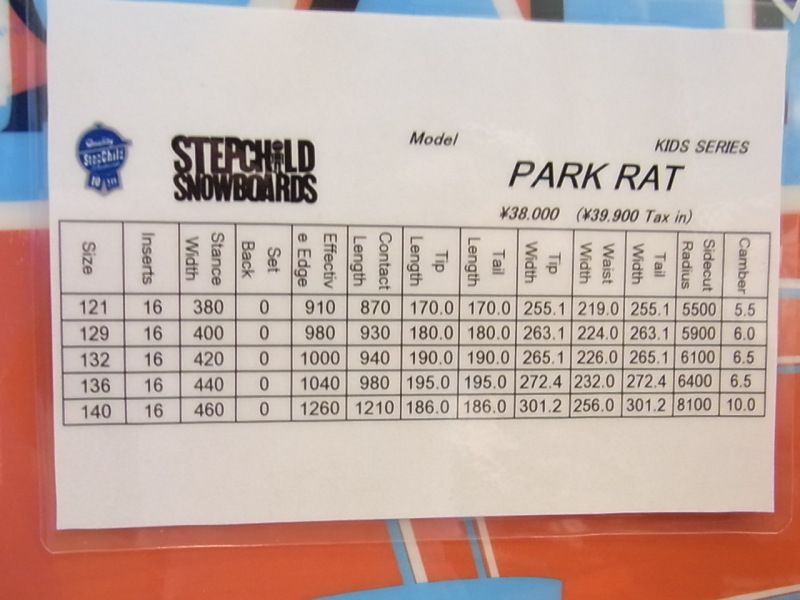 Quality
StepChild
STEPCHILD
SNOWBOARDS
Model
KIDS SERIES
PARK RAT
¥38.000 (¥39,900 Tax in)
Size Inserts Stance Width Set Back Effectiv e Edge Contact Length Tip Length Tail Length Tip Width Waist Width Tail Width Sidecut Radius Camber
121 16 380 0 910 870 170.0 170.0 255.1 219.0 255.1 5500 5.5
129 16 400 0 980 930 180.0 180.0 263.1 224.0 263.1 5900 6.0
132 16 420 0 1000 940 190.0 190.0 265.1 226.0 265.1 6100 6.5
136 16 440 0 1040 980 195.0 195.0 272.4 232.0 272.4 6400 6.5
140 16 460 0 1260 1210 186.0 186.0 301.2 256.0 301.2 8100 10.0